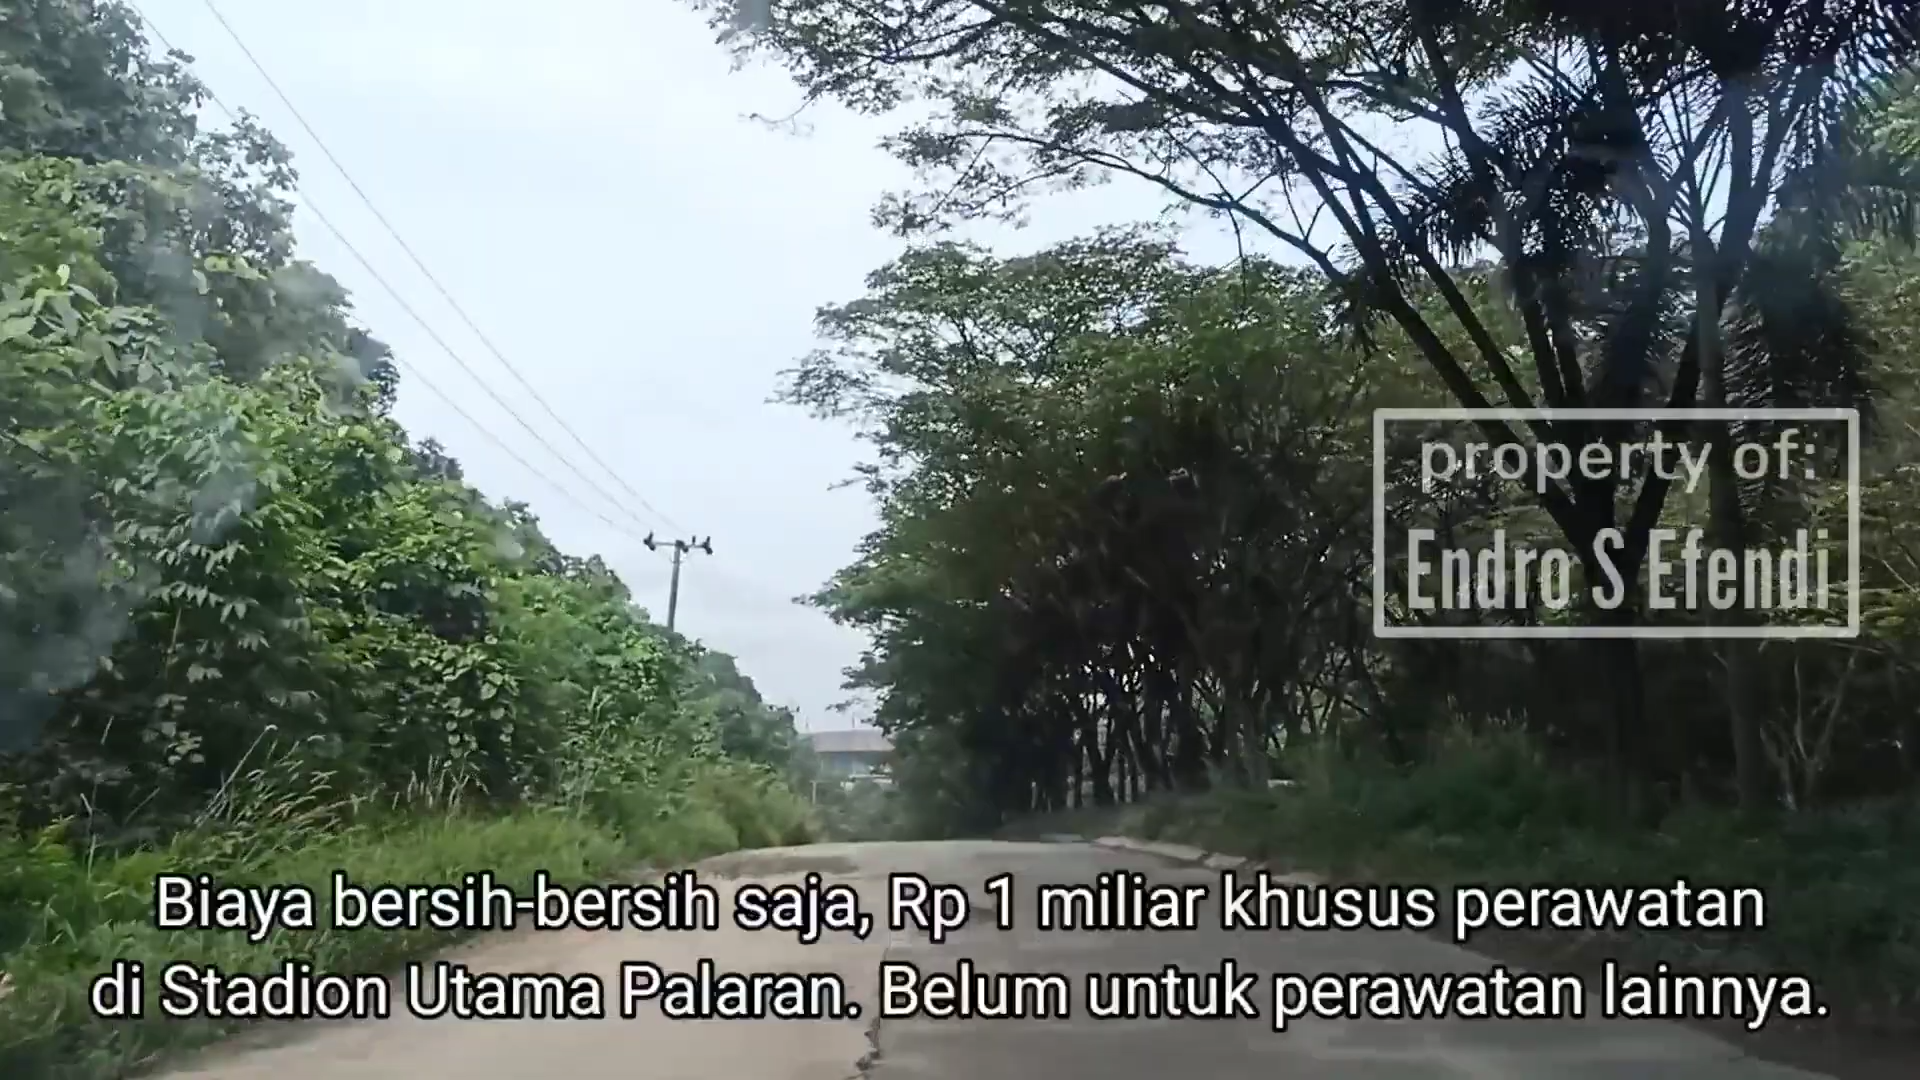 property of:
Endro S Efendi
Biaya bersih-bersih saja, Rp 1 miliar khusus perawatan
di Stadion Utama Palaran. Belum untuk perawatan lainnya.